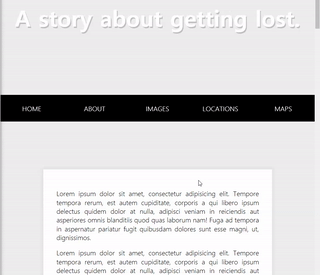 A story about getting lost.
HOME ABOUT IMAGES LOCATIONS MAPS
Lorem ipsum dolor sit amet, consectetur adipisicing elit. Tempore
tempora rerum, est autem cupiditate, corporis a qui libero ipsum
delectus quidem dolor at nulla, adipisci veniam in reiciendis aut
asperiores omnis blanditiis quod quas laborum nam! Fuga ad tempora
in aspernatur pariatur fugit quibusdam dolores sunt esse magni, ut,
dignissimos.
Lorem ipsum dolor sit amet, consectetur adipisicing elit. Tempore
tempora rerum, est autem cupiditate, corporis a qui libero ipsum
delectus quidem dolor at nulla, adipisci veniam in reiciendis aut